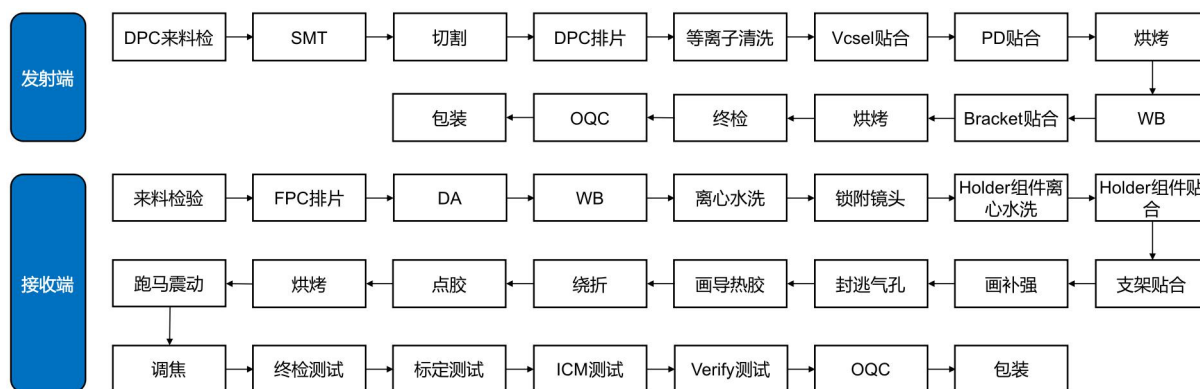 发射端
DPC来料检
SMT
切割
DPC排片
等离子清洗
Vcsel贴合
PD贴合
烘烤
包装
OQC
终检
烘烤
Bracket贴合
WB
接收端
来料检验
FPC排片
DA
WB
离心水洗
锁附镜头
Holder组件离
心水洗
Holder组件贴
合
跑马震动
烘烤
点胶
绕折
画导热胶
封逃气孔
画补强
支架贴合
调焦
终检测试
标定测试
ICM测试
Verify测试
OQC
包装